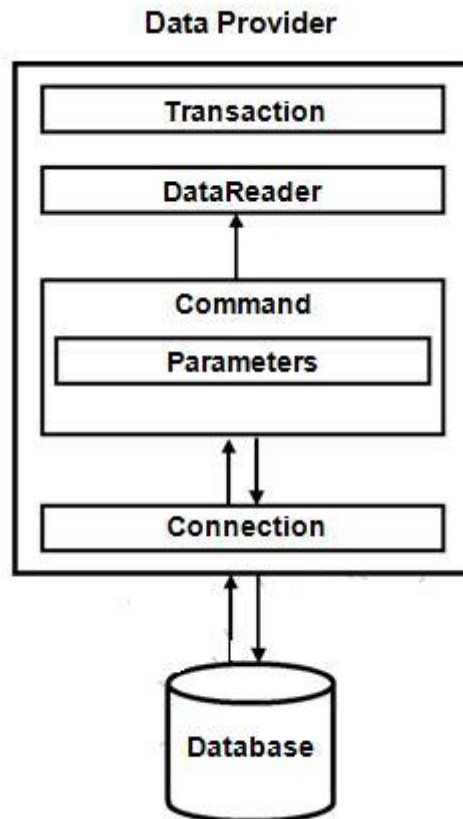 Data Provider
Transaction
DataReader
Command
Parameters
Connection
Database